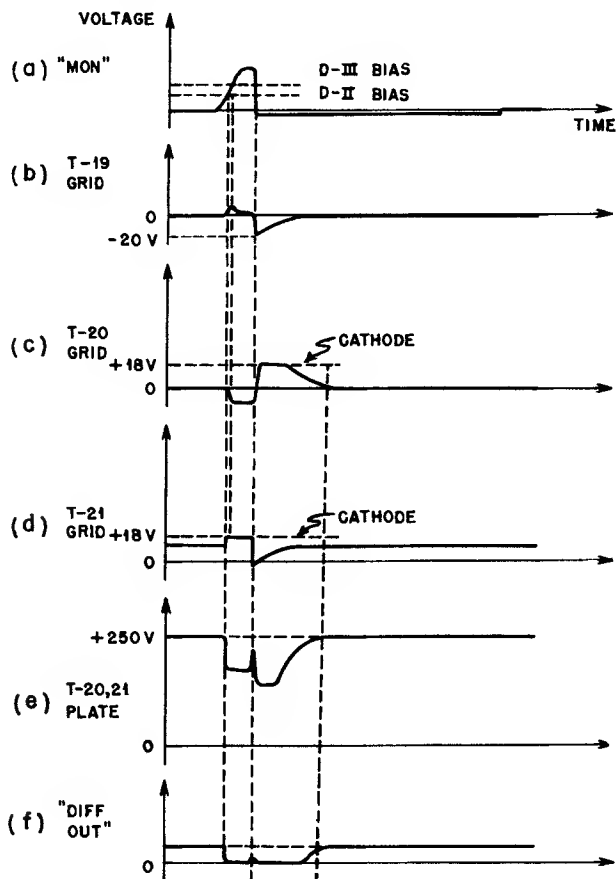 VOLTAGE
(a) "MON"
D-III BIAS
D-II BIAS
TIME
(b) T-19 GRID
0
-20 V
(c) T-20 GRID
CATHODE
+18V
0
(d) T-21 GRID
CATHODE
+18V
0
+250V
(e) T-20,21 PLATE
0
(f) "DIFF OUT"
0